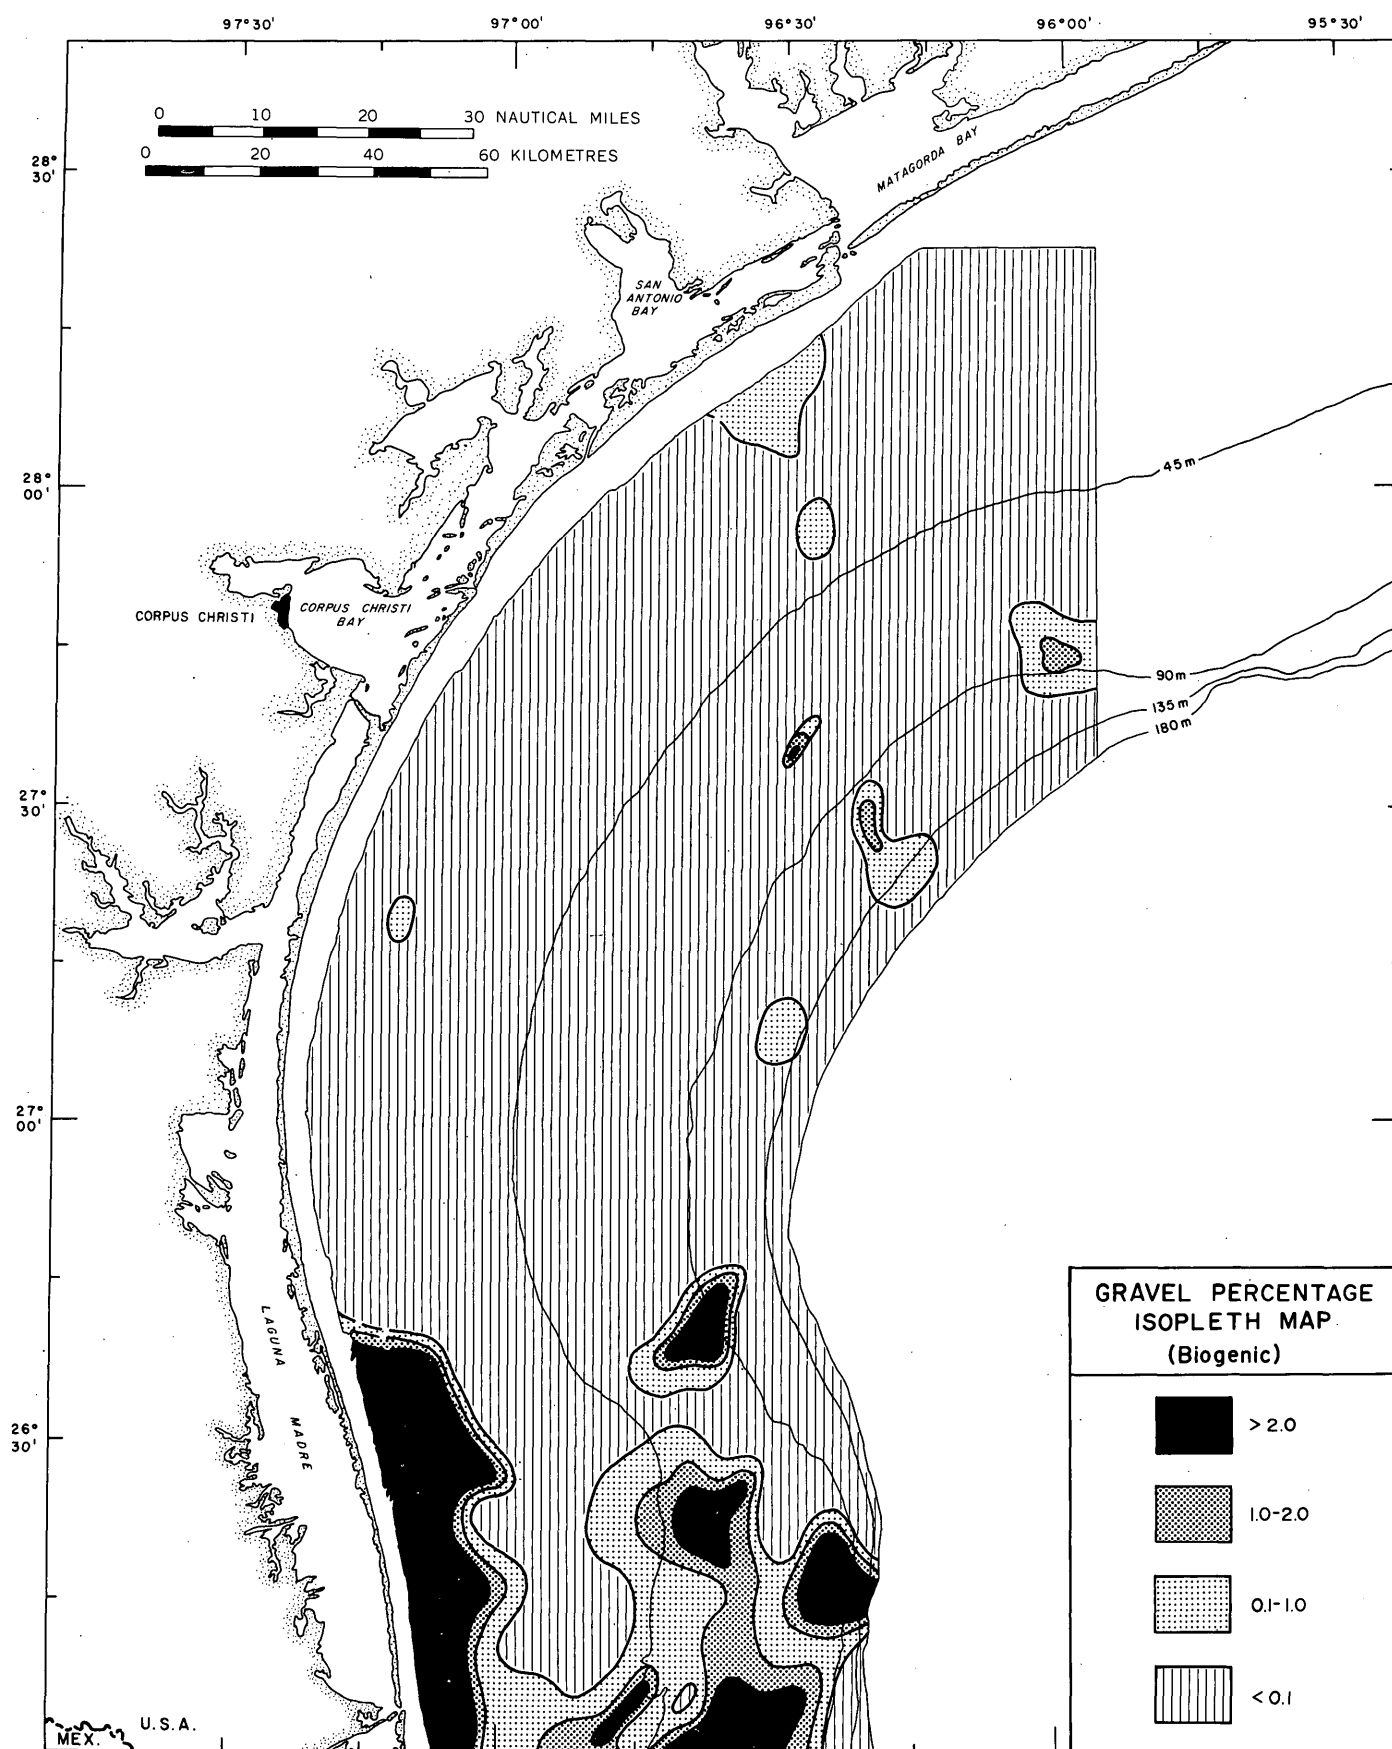 97°30' 97°00' 96°30' 96°00' 95°30'
0 10 20 30 NAUTICAL MILES
0 20 40 60 KILOMETRES
28°
30'
MATAGORDA BAY
SAN
ANTONIO
BAY
45m
28°
00'
CORPUS CHRISTI
CORPUS CHRISTI
BAY
90m
135m
180m
27°
30'
27°
00'
LAGUNA
MADRE
26°
30'
U.S.A.
MEX.
GRAVEL PERCENTAGE
ISOPLETH MAP
(Biogenic)
>2.0
1.0-2.0
0.1-1.0
<0.1